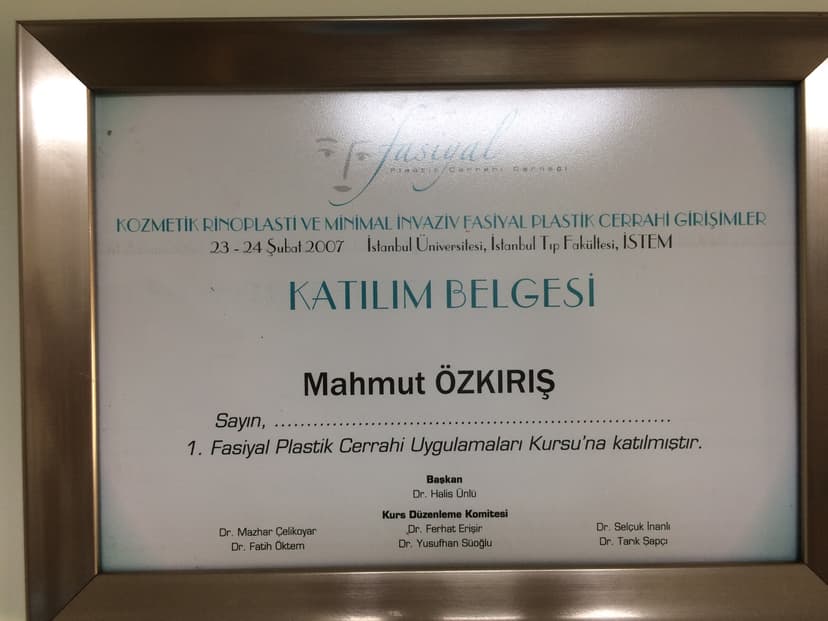 fasiyal
Plastik Cerrahi Derneği
KOZMETİK RİNOPLASTİ VE MİNİMAL İNVAZİV FASİYAL PLASTİK CERRAHİ GİRİŞİMLER
23 - 24 Şubat 2007 İstanbul Üniversitesi, İstanbul Tıp Fakültesi, İSTEM
KATILIM BELGESİ
Mahmut ÖZKIRIŞ
Sayın, ..............................................................
1. Fasiyal Plastik Cerrahi Uygulamaları Kursu'na katılmıştır.
Başkan
Dr. Halis Ünlü
Kurs Düzenleme Komitesi
Dr. Mazhar Çelikoyar Dr. Ferhat Erişir Dr. Selçuk İnanlı
Dr. Fatih Öktem Dr. Yusufhan Süoğlu Dr. Tarık Şapçı